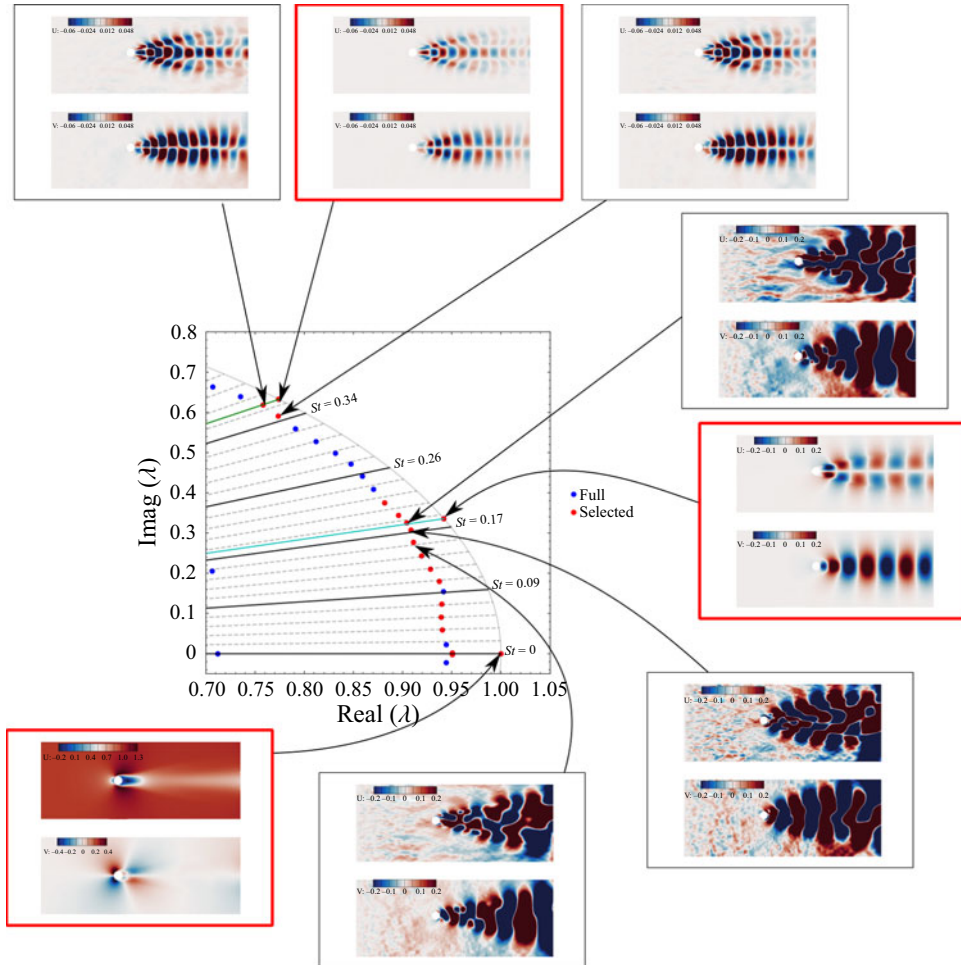 U: −0.06 −0.024 0.012 0.048
V: −0.06 −0.024 0.012 0.048
U: −0.06 −0.024 0.012 0.048
V: −0.06 −0.024 0.012 0.048
U: −0.06 −0.024 0.012 0.048
V: −0.06 −0.024 0.012 0.048
U: −0.2 −0.1 0 0.1 0.2
V: −0.2 −0.1 0 0.1 0.2
0.8
0.7
0.6
0.5
0.4
0.3
0.2
0.1
0
Imag (λ)
0.70 0.75 0.80 0.85 0.90 0.95 1.00 1.05
Real (λ)
St = 0.34
St = 0.26
St = 0.17
St = 0.09
St = 0
Full
Selected
U: −0.2 −0.1 0 0.1 0.2
V: −0.2 −0.1 0 0.1 0.2
U: −0.2 −0.1 0 0.1 0.2
V: −0.2 −0.1 0 0.1 0.2
U: −0.2 0.1 0.4 0.7 1.0 1.3
V: −0.4 −0.2 0 0.2 0.4
U: −0.2 −0.1 0 0.1 0.2
V: −0.2 −0.1 0 0.1 0.2